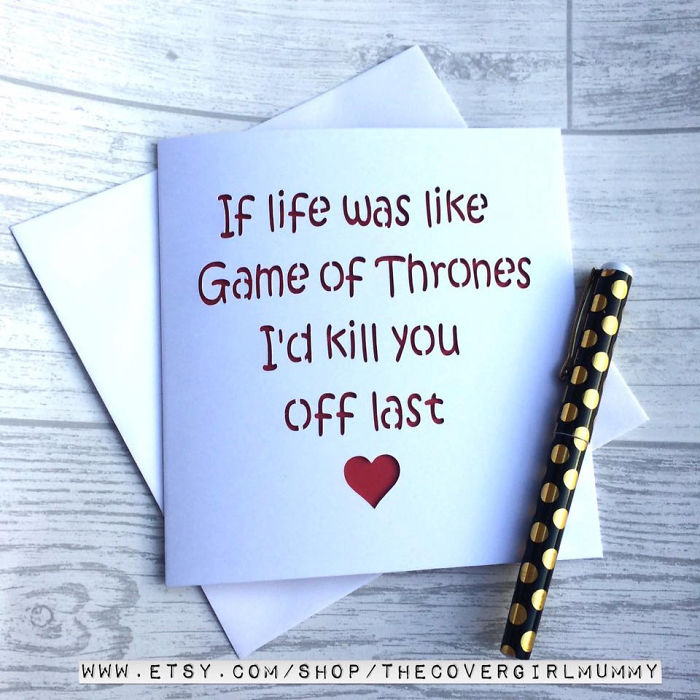 If life was like
Game of Thrones
I'd kill you
off last
WWW.ETSY.COM/SHOP/THECOVERGIRLMUMMY